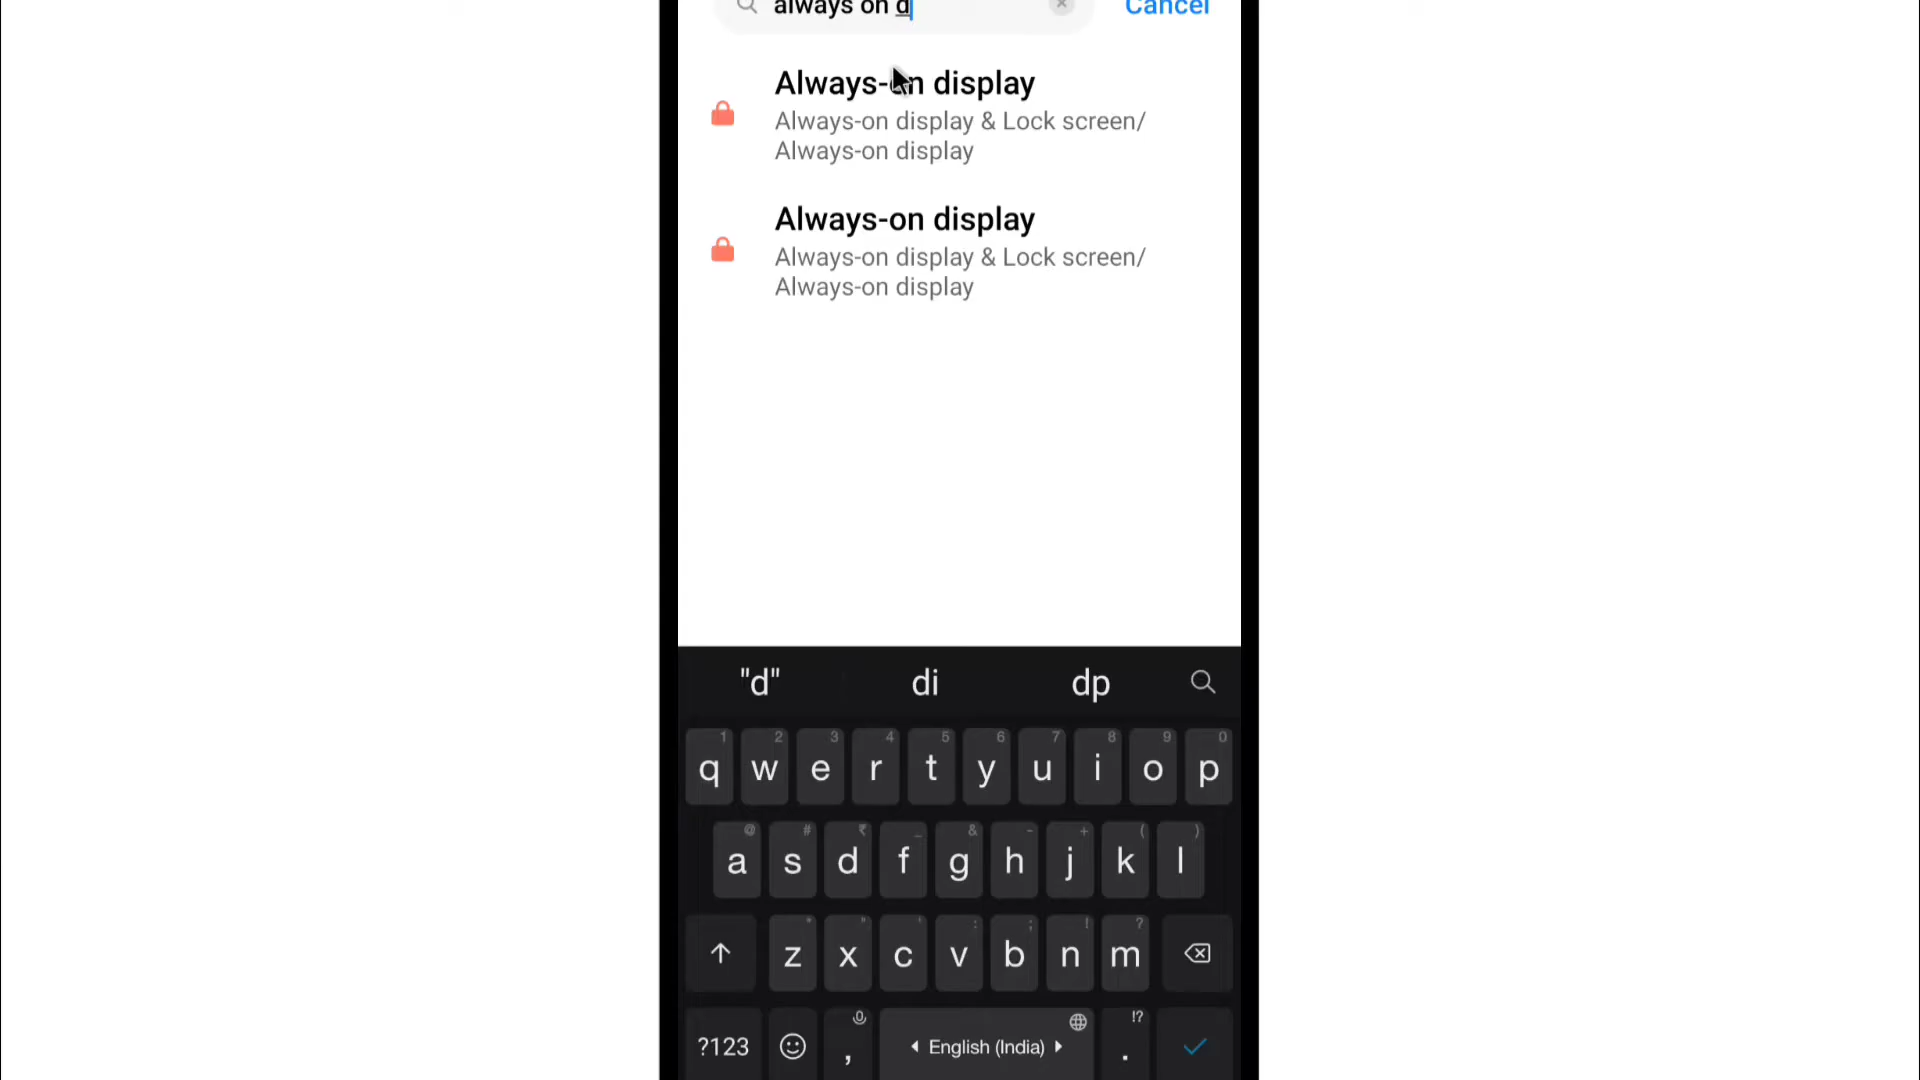 always on d
Cancel
Always-on display
Always-on display & Lock screen/
Always-on display
Always-on display
Always-on display & Lock screen/
Always-on display
"d" di dp
1 2 3 4 5 6 7 8 9 0
q w e r t y u i o p
@ # ₹ _ & - + ( )
a s d f g h j k l
* " ' : ; ! ?
z x c v b n m
!?
?123 , English (India) .